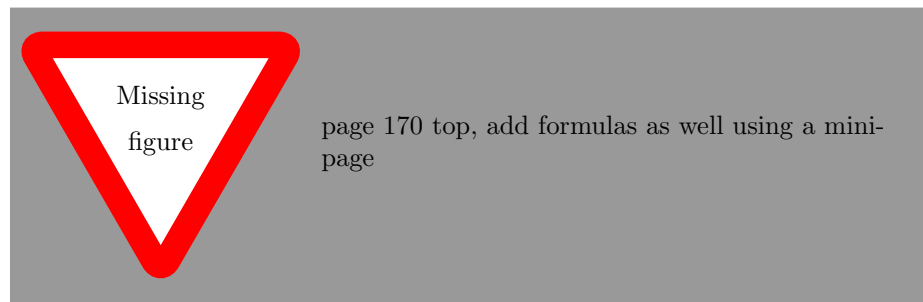 Missing
figure
page 170 top, add formulas as well using a mini-
page